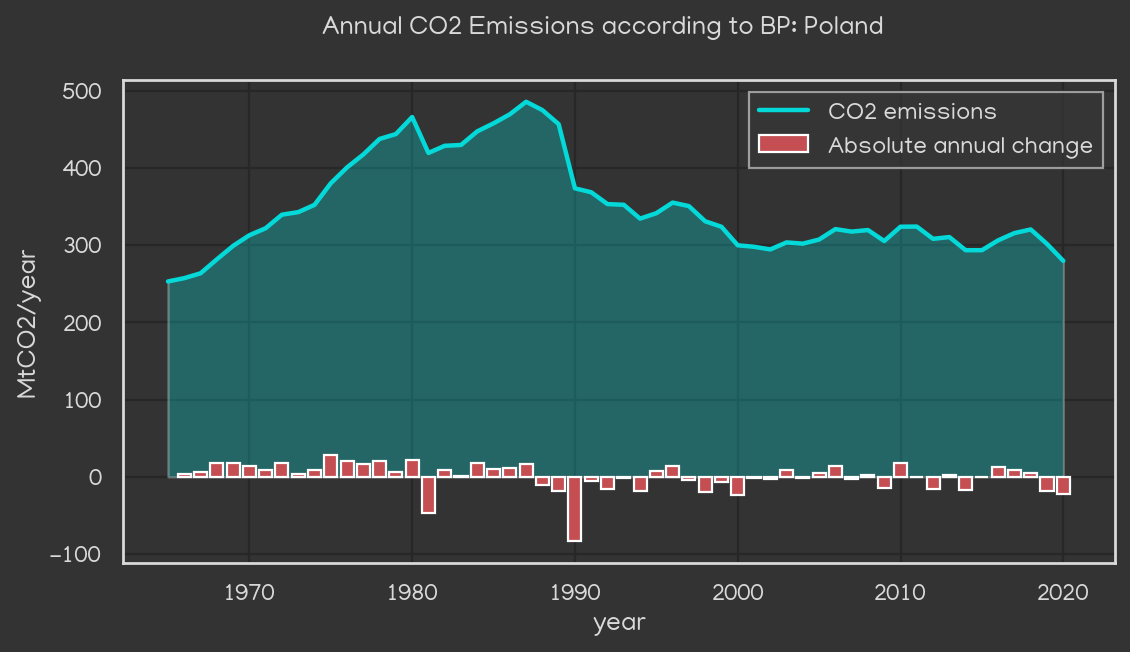 Annual CO2 Emissions according to BP: Poland
500
400
300
200
100
0
−100
MtCO2/year
CO2 emissions
Absolute annual change
1970 1980 1990 2000 2010 2020
year